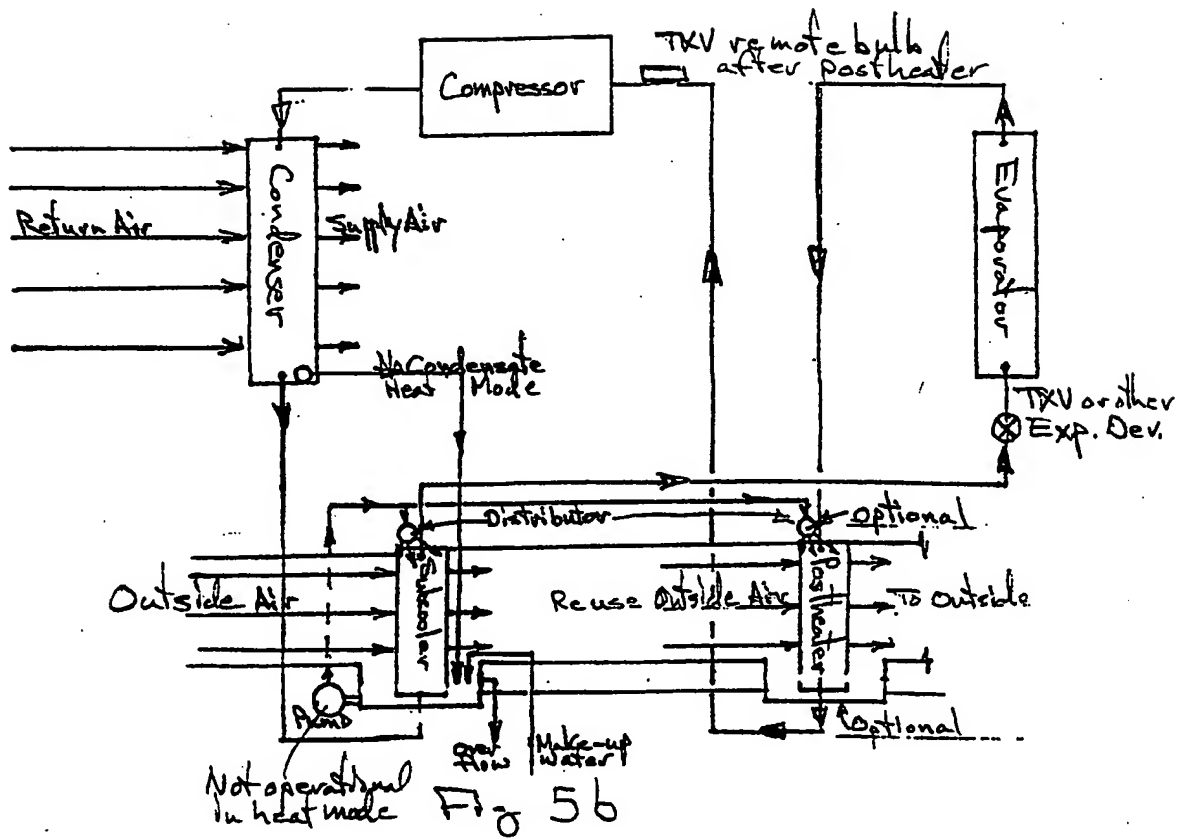 TXV remote bulb
after postheater
Compressor
Condenser
Return Air
Supply Air
Evaporator
No Condensate
Heat Mode
TXV or other
Exp. Dev.
Distributor
Optional
Outside Air
Subcooler
Reuse Outside Air
Postheater
To Outside
Pump
Over
flow
Make-up
Water
Optional
Not operational
In heat mode
Fig 5b